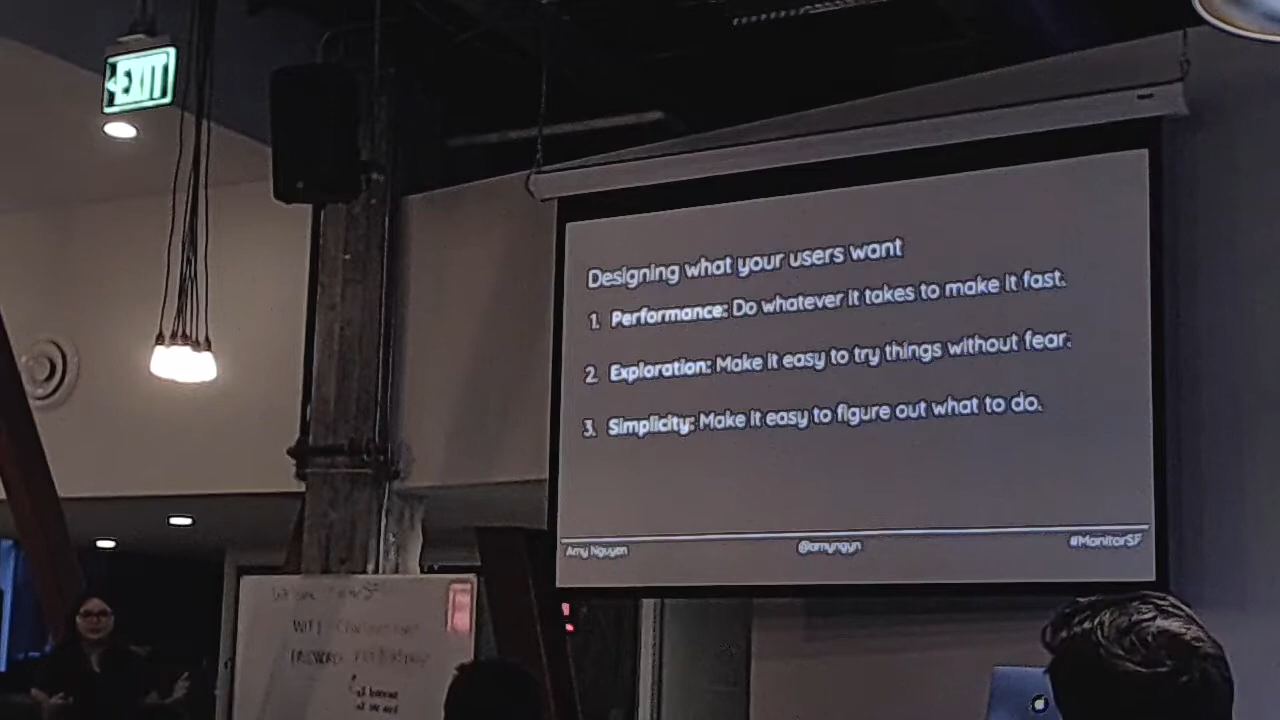 EXIT
Designing what your users want
1. Performance: Do whatever it takes to make it fast.
2. Exploration: Make it easy to try things without fear.
3. Simplicity: Make it easy to figure out what to do.
Amy Nguyen @amyngyn #MonitorSF
WIFI
PASSWORD